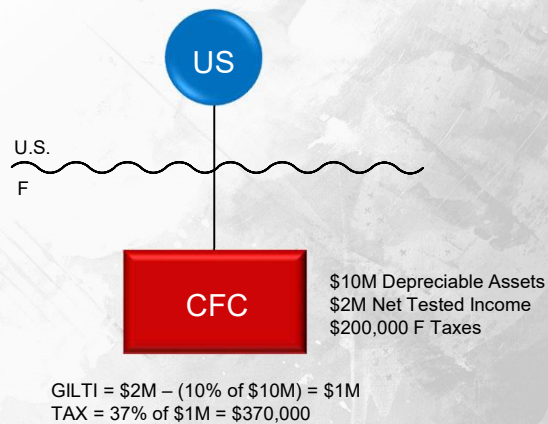 US
U.S.
F
CFC
$10M Depreciable Assets
$2M Net Tested Income
$200,000 F Taxes
GILTI = $2M – (10% of $10M) = $1M
TAX = 37% of $1M = $370,000